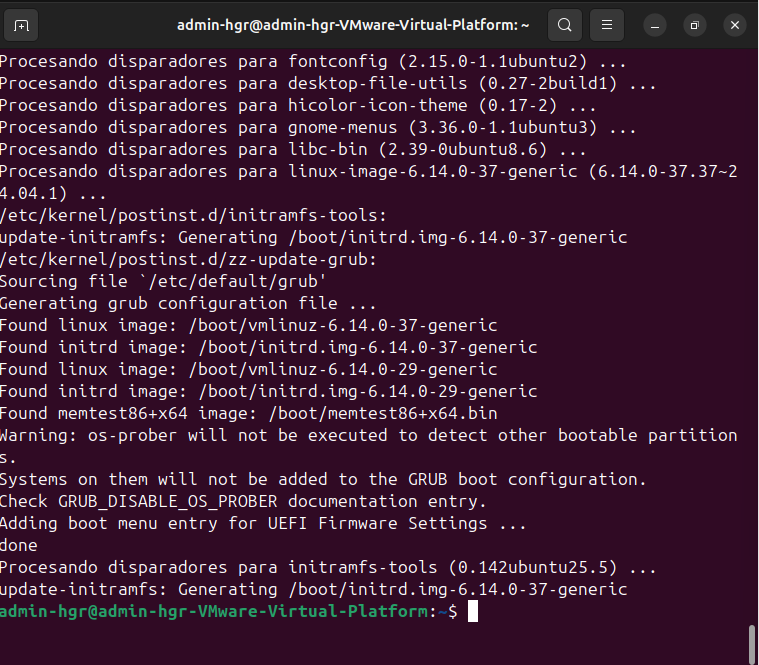 admin-hgr@admin-hgr-VMware-Virtual-Platform: ~
Procesando disparadores para fontconfig (2.15.0-1.1ubuntu2) ...
Procesando disparadores para desktop-file-utils (0.27-2build1) ...
Procesando disparadores para hicolor-icon-theme (0.17-2) ...
Procesando disparadores para gnome-menus (3.36.0-1.1ubuntu3) ...
Procesando disparadores para libc-bin (2.39-0ubuntu8.6) ...
Procesando disparadores para linux-image-6.14.0-37-generic (6.14.0-37.37~2
4.04.1) ...
/etc/kernel/postinst.d/initramfs-tools:
update-initramfs: Generating /boot/initrd.img-6.14.0-37-generic
/etc/kernel/postinst.d/zz-update-grub:
Sourcing file `/etc/default/grub'
Generating grub configuration file ...
Found linux image: /boot/vmlinuz-6.14.0-37-generic
Found initrd image: /boot/initrd.img-6.14.0-37-generic
Found linux image: /boot/vmlinuz-6.14.0-29-generic
Found initrd image: /boot/initrd.img-6.14.0-29-generic
Found memtest86+x64 image: /boot/memtest86+x64.bin
Warning: os-prober will not be executed to detect other bootable partition
s.
Systems on them will not be added to the GRUB boot configuration.
Check GRUB_DISABLE_OS_PROBER documentation entry.
Adding boot menu entry for UEFI Firmware Settings ...
done
Procesando disparadores para initramfs-tools (0.142ubuntu25.5) ...
update-initramfs: Generating /boot/initrd.img-6.14.0-37-generic
admin-hgr@admin-hgr-VMware-Virtual-Platform:~$